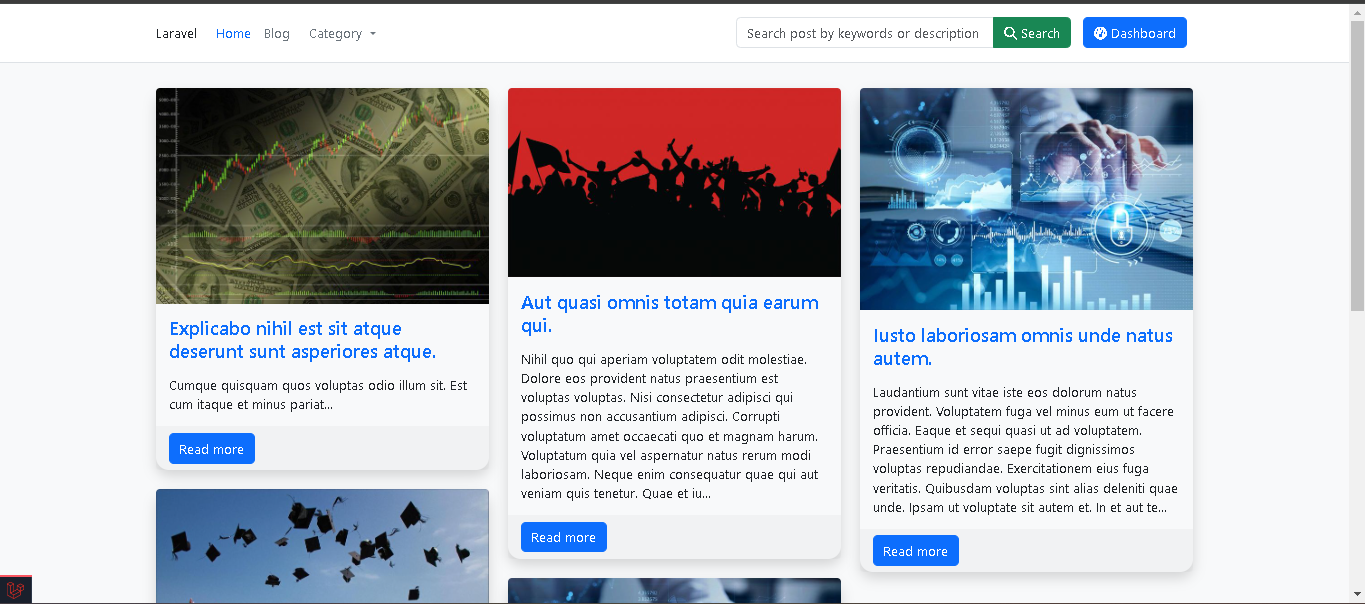 Laravel Home Blog Category
Search post by keywords or description Search Dashboard
Explicabo nihil est sit atque
deserunt sunt asperiores atque.
Cumque quisquam quos voluptas odio illum sit. Est
cum itaque et minus pariat...
Read more
Aut quasi omnis totam quia earum
qui.
Nihil quo qui aperiam voluptatem odit molestiae.
Dolore eos provident natus praesentium est
voluptas voluptas. Nisi consectetur adipisci qui
possimus non accusantium adipisci. Corrupti
voluptatum amet occaecati quo et magnam harum.
Voluptatum quia vel aspernatur natus rerum modi
laboriosam. Neque enim consequatur quae qui aut
veniam quis tenetur. Quae et iu...
Read more
Iusto laboriosam omnis unde natus
autem.
Laudantium sunt vitae iste eos dolorum natus
provident. Voluptatem fuga vel minus eum ut facere
officia. Eaque et sequi quasi ut ad voluptatem.
Praesentium id error saepe fugit dignissimos
voluptas repudiandae. Exercitationem eius fuga
veritatis. Quibusdam voluptas sint alias deleniti quae
unde. Ipsam ut voluptate sit autem et. In et aut te...
Read more